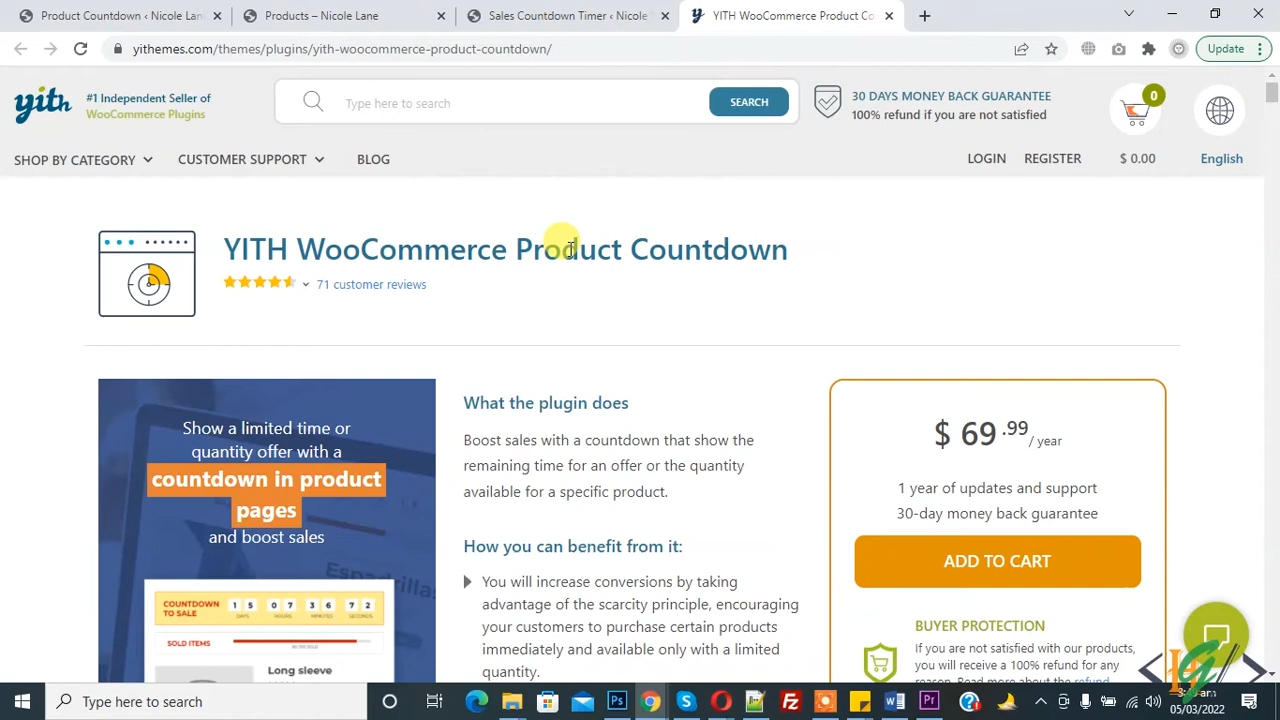 Product Countdown ‹ Nicole Lan
Products – Nicole Lane
Sales Countdown Timer ‹ Nicole
YITH WooCommerce Product Co
yithemes.com/themes/plugins/yith-woocommerce-product-countdown/
Update
yith
#1 Independent Seller of
WooCommerce Plugins
Type here to search
SEARCH
30 DAYS MONEY BACK GUARANTEE
100% refund if you are not satisfied
0
SHOP BY CATEGORY
CUSTOMER SUPPORT
BLOG
LOGIN
REGISTER
$ 0.00
English
YITH WooCommerce Product Countdown
71 customer reviews
Show a limited time or
quantity offer with a
countdown in product
pages
and boost sales
COUNTDOWN
TO SALE
1 5 0 7 3 6 7 2
DAYS HOURS MINUTES SECONDS
SOLD ITEMS
Long sleeve
What the plugin does
Boost sales with a countdown that show the
remaining time for an offer or the quantity
available for a specific product.
How you can benefit from it:
You will increase conversions by taking
advantage of the scarcity principle, encouraging
your customers to purchase certain products
immediately and available only with a limited
quantity.
$ 69.99 / year
1 year of updates and support
30-day money back guarantee
ADD TO CART
BUYER PROTECTION
If you are not satisfied with our products,
you will receive a 100% refund for any
reason. Read more about the refund
Type here to search
05/03/2022